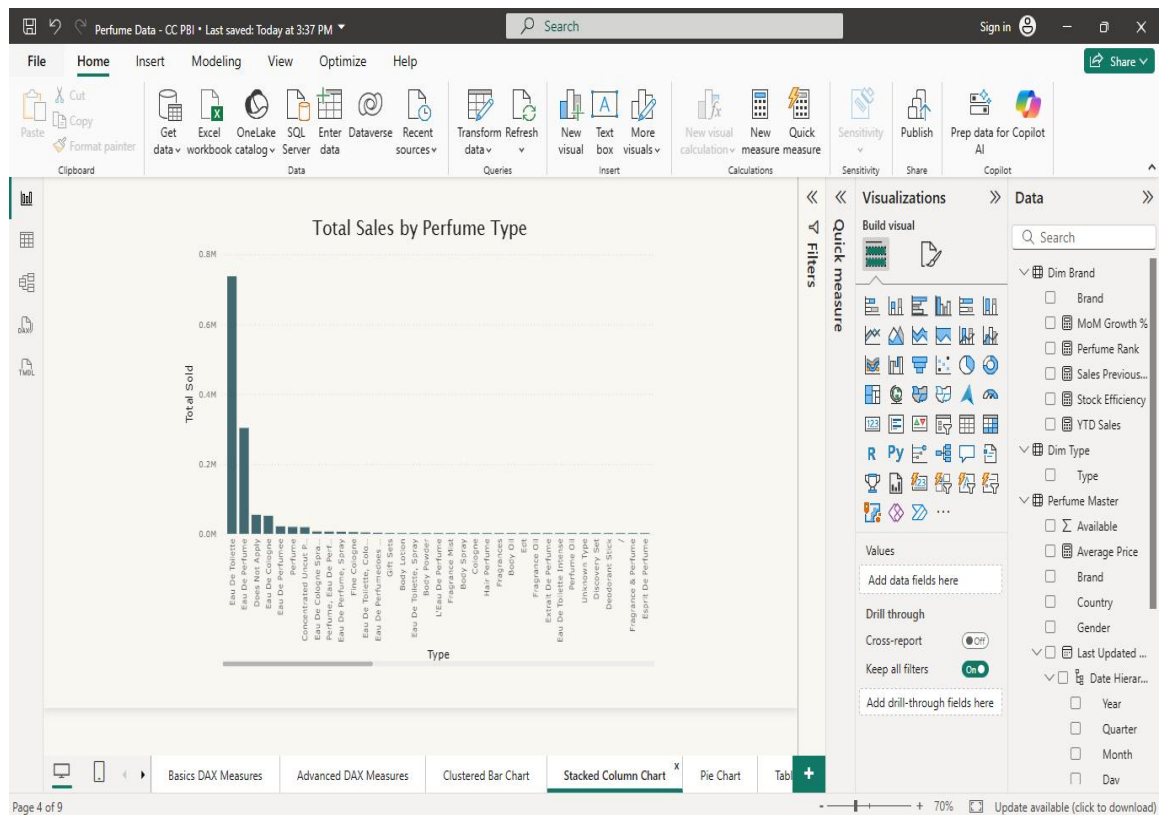 Perfume Data - CC PBI • Last saved: Today at 3:37 PM
Search
Sign in
File Home Insert Modeling View Optimize Help
Share
Paste
Cut
Copy
Format painter
Clipboard
Get data
Excel workbook
OneLake catalog
SQL Server
Enter data
Dataverse
Recent sources
Data
Transform data
Refresh
Queries
New visual
Text box
More visuals
Insert
New visual calculation
New measure
Quick measure
Calculations
Sensitivity
Sensitivity
Publish
Share
Prep data for AI
Copilot
Copilot
DAX
TMDL
Total Sales by Perfume Type
Total Sold
0.8M
0.6M
0.4M
0.2M
0.0M
Eau De Toilette
Eau De Perfume
Does Not Apply
Eau De Cologne
Eau De Perfumee
Perfume
Concentrated Uncut P...
Eau De Cologne Spra...
Perfume, Eau De Perf...
Eau De Perfume, Spray
Fine Cologne
Eau De Toilette, Colo...
Eau De Perfumedoes ...
Gift Sets
Body Lotion
Eau De Toilette, Spray
Body Powder
L'Eau De Perfume
Fragrance Mist
Body Spray
Cologne
Hair Perfume
Fragrances
Body Oil
Edt
Fragrance Oil
Extrait De Perfume
Eau De Toilette Intense
Perfume Oil
Unknown Type
Discovery Set
Deodorant Stick
/
Fragrance & Perfume
Esprit De Perfume
Type
Filters
Quick measure
Visualizations
Build visual
123
R Py
123
Values
Add data fields here
Drill through
Cross-report
Off
Keep all filters
On
Add drill-through fields here
Data
Search
Dim Brand
Brand
MoM Growth %
Perfume Rank
Sales Previous...
Stock Efficiency
YTD Sales
Dim Type
Type
Perfume Master
Available
Average Price
Brand
Country
Gender
Last Updated ...
Date Hierar...
Year
Quarter
Month
Day
Basics DAX Measures
Advanced DAX Measures
Clustered Bar Chart
Stacked Column Chart
Pie Chart
Tabl
Page 4 of 9
70%
Update available (click to download)